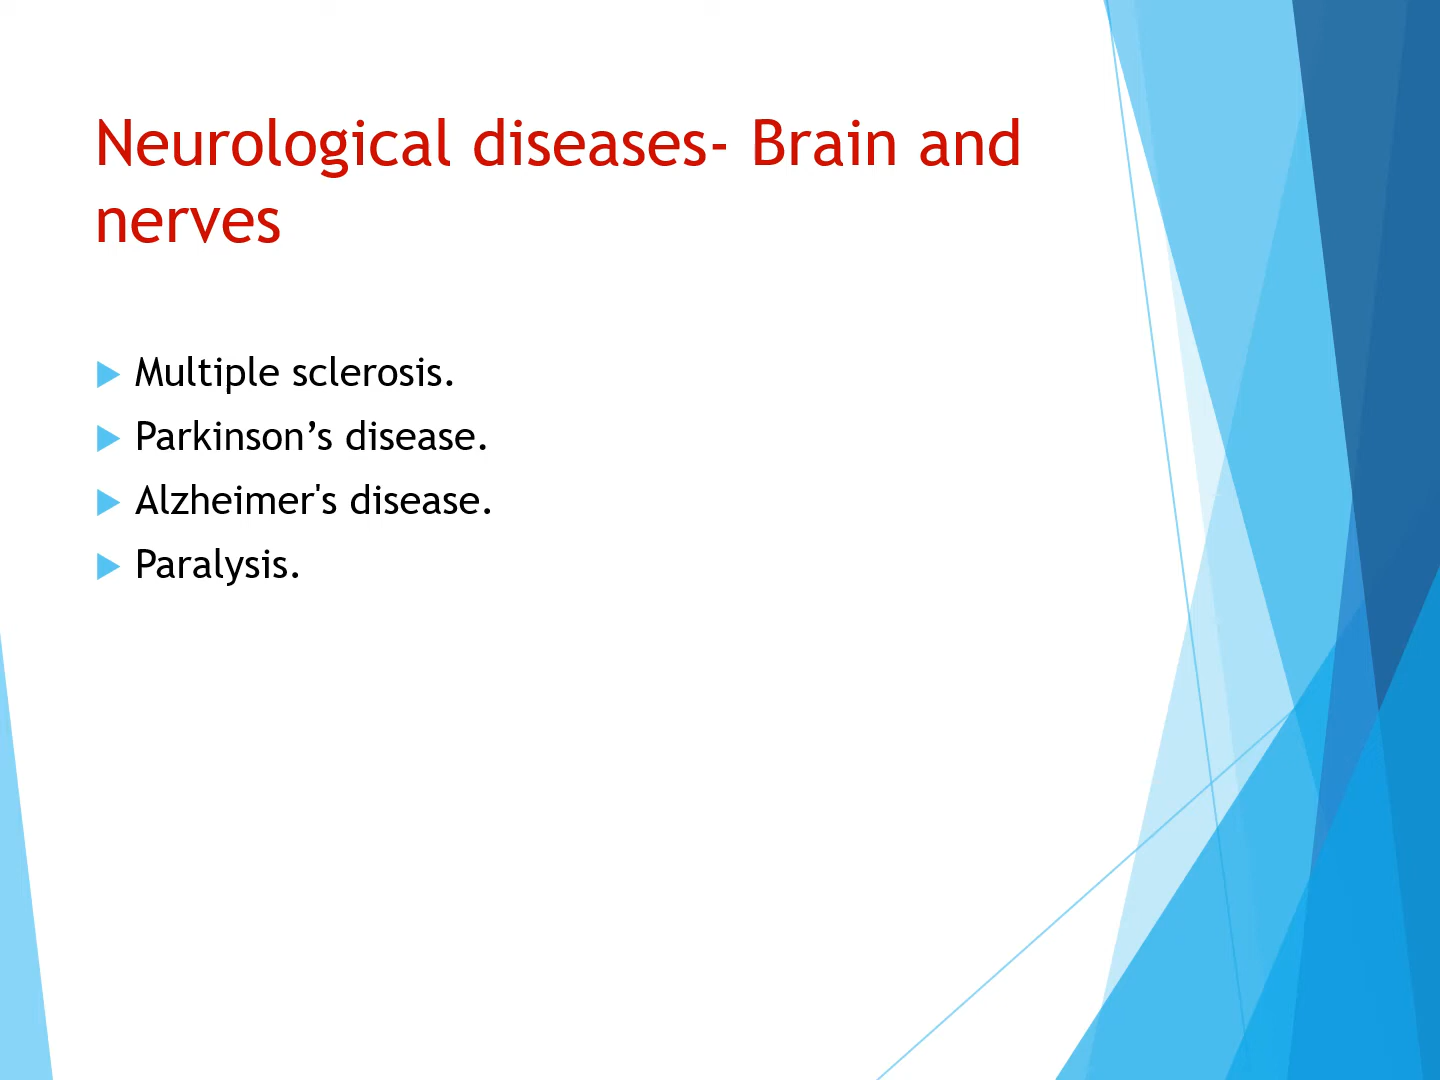 Neurological diseases- Brain and
nerves
Multiple sclerosis.
Parkinson’s disease.
Alzheimer's disease.
Paralysis.